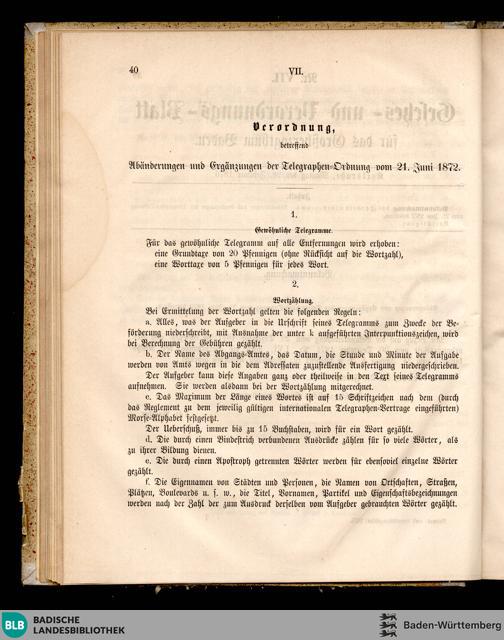 40
VII.
Verordnung,
betreffend
Abänderungen und Ergänzungen der Telegraphen-Ordnung vom 21. Juni 1872.
1.
Gewöhnliche Telegramme.
Für das gewöhnliche Telegramm auf alle Entfernungen wird erhoben:
eine Grundtaxe von 20 Pfennigen (ohne Rücksicht auf die Wortzahl),
eine Worttaxe von 5 Pfennigen für jedes Wort.
2.
Wortzählung.
Bei Ermittelung der Wortzahl gelten die folgenden Regeln:
a. Alles, was der Aufgeber in die Urschrift seines Telegramms zum Zwecke der Be-
förderung niederschreibt, mit Ausnahme der unter k aufgeführten Interpunktionszeichen, wird
bei Berechnung der Gebühren gezählt.
b. Der Name des Abgangs-Amtes, das Datum, die Stunde und Minute der Aufgabe
werden von Amts wegen in die dem Adressaten zuzustellende Ausfertigung niedergeschrieben.
Der Aufgeber kann diese Angaben ganz oder theilweise in den Text seines Telegramms
aufnehmen. Sie werden alsdann bei der Wortzählung mitgerechnet.
c. Das Maximum der Länge eines Wortes ist auf 15 Schriftzeichen nach dem (durch
das Reglement zu dem jeweilig gültigen internationalen Telegraphen-Vertrage eingeführten)
Morse-Alphabet festgesetzt.
Der Ueberschuß, immer bis zu 15 Buchstaben, wird für ein Wort gezählt.
d. Die durch einen Bindestrich verbundenen Ausdrücke zählen für so viele Wörter, als
zu ihrer Bildung dienen.
e. Die durch einen Apostroph getrennten Wörter werden für ebensoviel einzelne Wörter
gezählt.
f. Die Eigennamen von Städten und Personen, die Namen von Ortschaften, Straßen,
Plätzen, Boulevards u. s. w., die Titel, Vornamen, Partikel und Eigenschaftsbezeichnungen
werden nach der Zahl der zum Ausdruck derselben vom Aufgeber gebrauchten Wörter gezählt.
BLB BADISCHE
LANDESBIBLIOTHEK
Baden-Württemberg